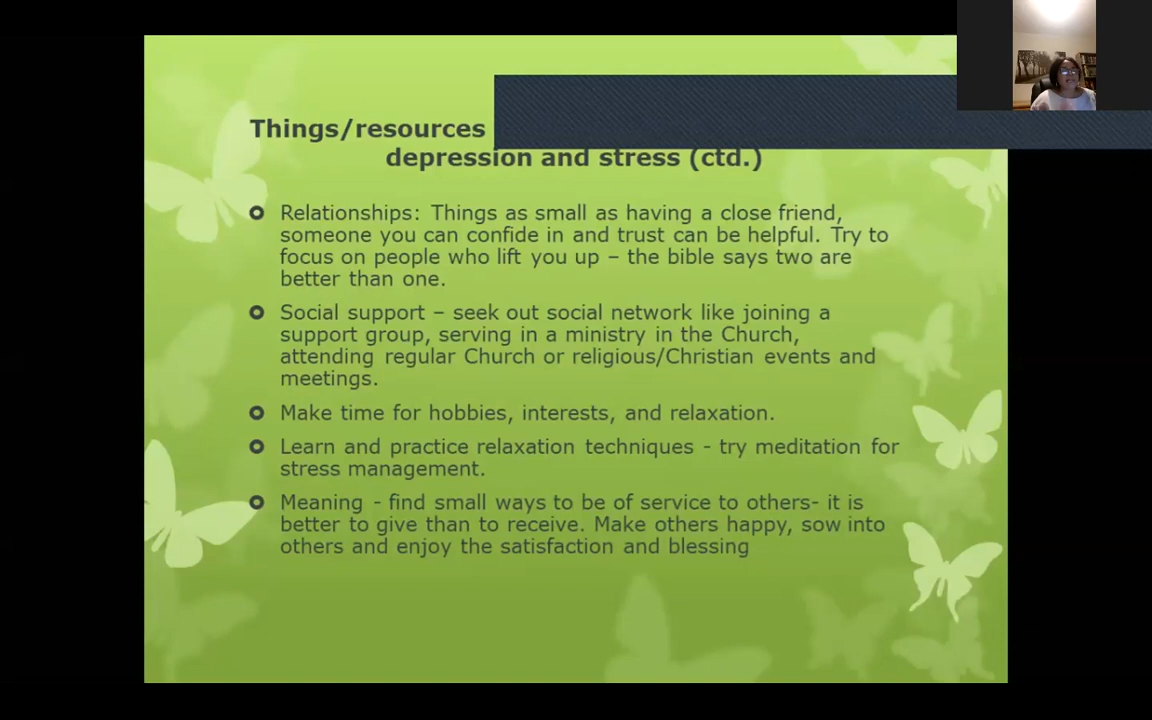 Things/resources
depression and stress (ctd.)
Relationships: Things as small as having a close friend,
someone you can confide in and trust can be helpful. Try to
focus on people who lift you up – the bible says two are
better than one.
Social support – seek out social network like joining a
support group, serving in a ministry in the Church,
attending regular Church or religious/Christian events and
meetings.
Make time for hobbies, interests, and relaxation.
Learn and practice relaxation techniques - try meditation for
stress management.
Meaning - find small ways to be of service to others- it is
better to give than to receive. Make others happy, sow into
others and enjoy the satisfaction and blessing